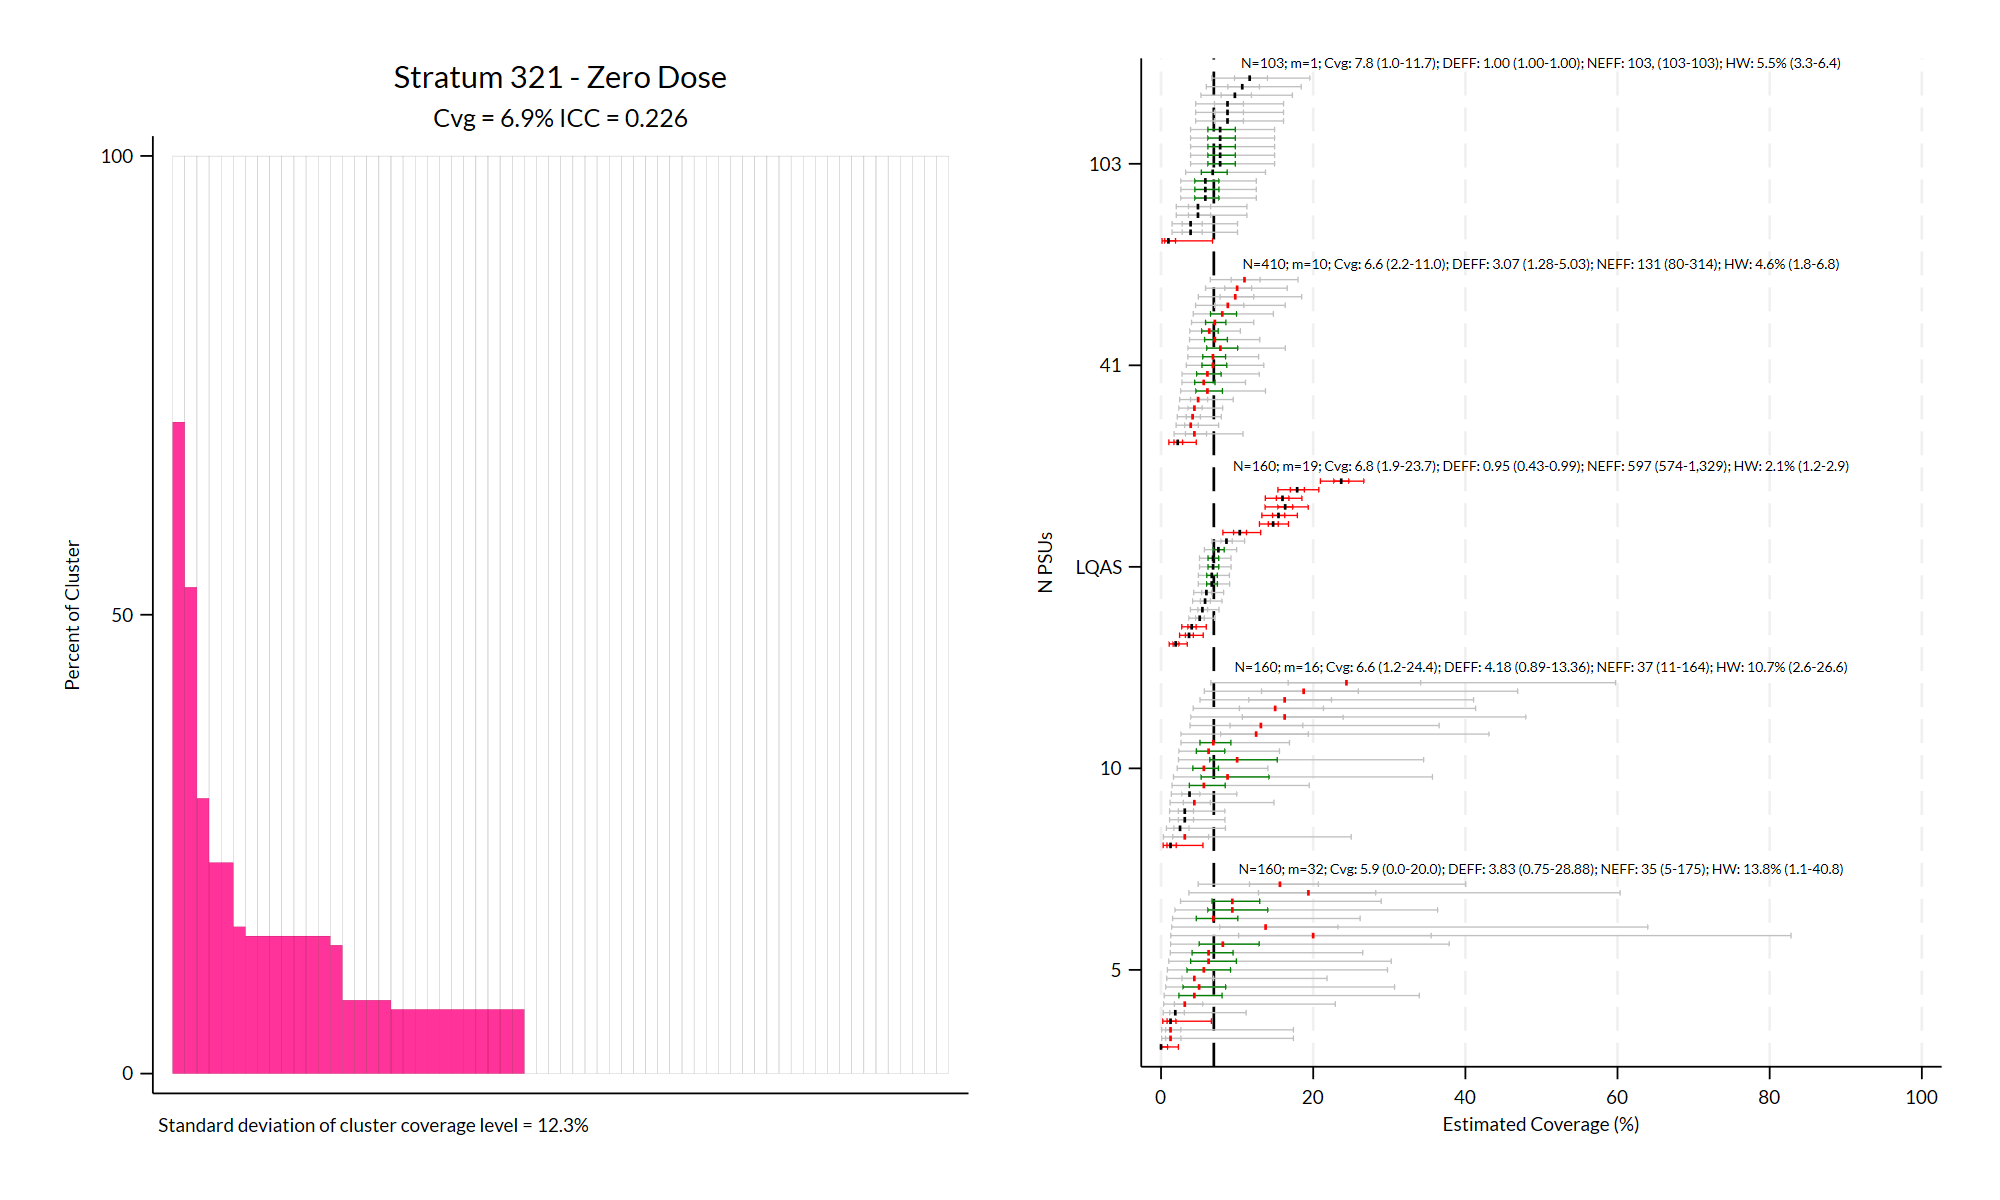 Stratum 321 - Zero Dose
Cvg = 6.9% ICC = 0.226
Percent of Cluster
100
50
0
Standard deviation of cluster coverage level = 12.3%
N PSUs
N=103; m=1; Cvg: 7.8 (1.0-11.7); DEFF: 1.00 (1.00-1.00); NEFF: 103, (103-103); HW: 5.5% (3.3-6.4)
103
N=410; m=10; Cvg: 6.6 (2.2-11.0); DEFF: 3.07 (1.28-5.03); NEFF: 131 (80-314); HW: 4.6% (1.8-6.8)
41
N=160; m=19; Cvg: 6.8 (1.9-23.7); DEFF: 0.95 (0.43-0.99); NEFF: 597 (574-1,329); HW: 2.1% (1.2-2.9)
LQAS
N=160; m=16; Cvg: 6.6 (1.2-24.4); DEFF: 4.18 (0.89-13.36); NEFF: 37 (11-164); HW: 10.7% (2.6-26.6)
10
N=160; m=32; Cvg: 5.9 (0.0-20.0); DEFF: 3.83 (0.75-28.88); NEFF: 35 (5-175); HW: 13.8% (1.1-40.8)
5
0 20 40 60 80 100
Estimated Coverage (%)